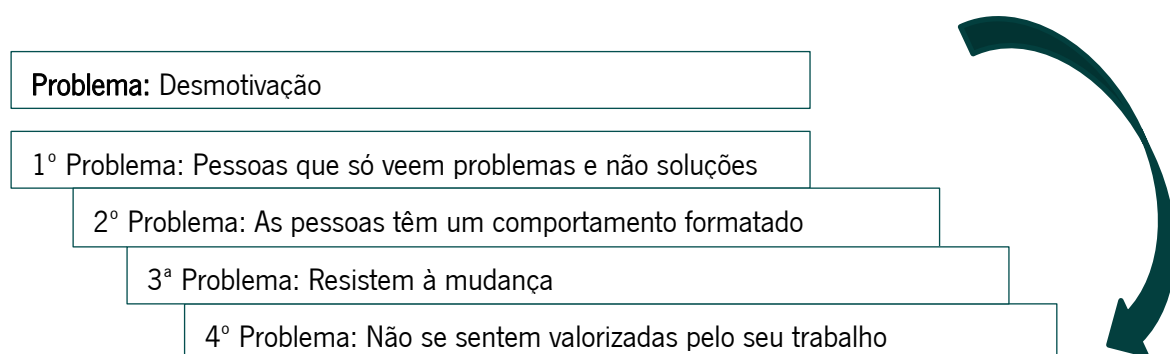 Problema: Desmotivação
1º Problema: Pessoas que só veem problemas e não soluções
2º Problema: As pessoas têm um comportamento formatado
3ª Problema: Resistem à mudança
4º Problema: Não se sentem valorizadas pelo seu trabalho